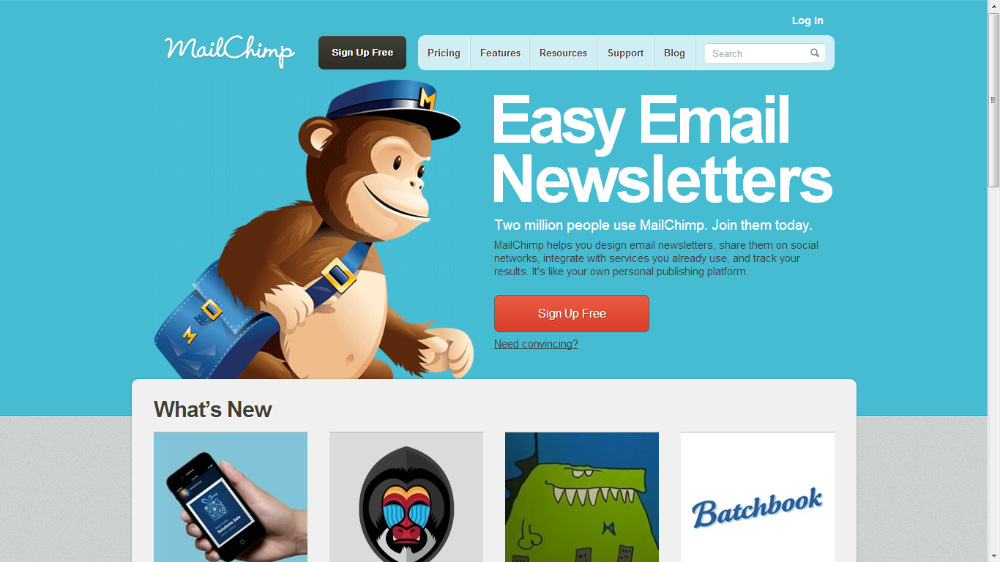 Log In
MailChimp
Sign Up Free
Pricing
Features
Resources
Support
Blog
Search
M
Easy Email
Newsletters
Two million people use MailChimp. Join them today.
MailChimp helps you design email newsletters, share them on social
networks, integrate with services you already use, and track your
results. It's like your own personal publishing platform.
M
Sign Up Free
Need convincing?
What’s New
Solutions Sale
Batchbook